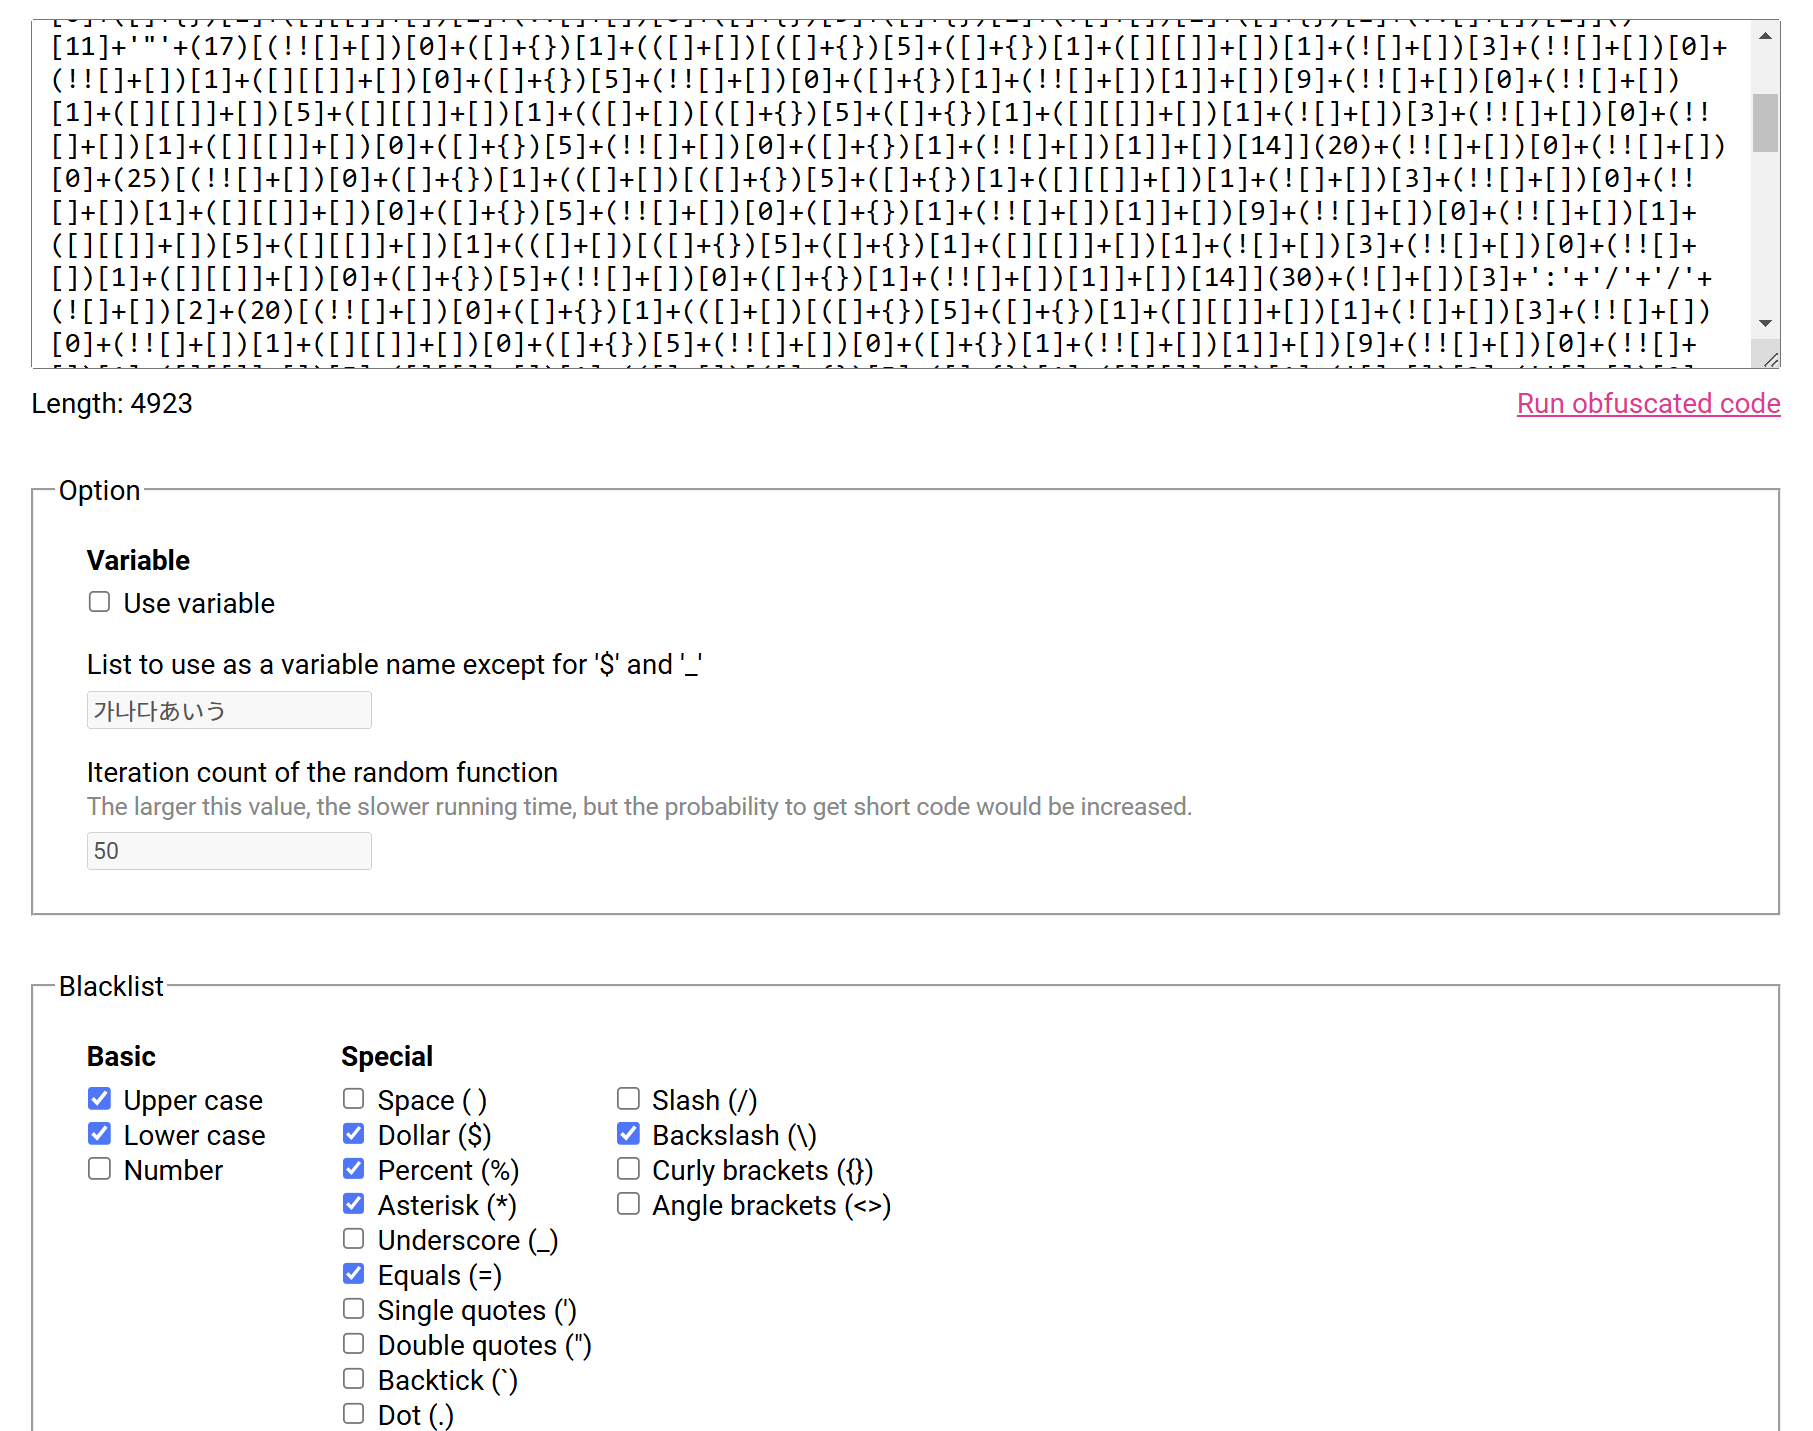 [11]+'"'+(17)[(!![]+[])[0]+([]+{})[1]+(([]+[])[([]+{})[5]+([]+{})[1]+([][[]]+[])[1]+(![]+[])[3]+(!![]+[])[0]+
(!![]+[])[1]+([][[]]+[])[0]+([]+{})[5]+(!![]+[])[0]+([]+{})[1]+(!![]+[])[1]]+[])[9]+(!![]+[])[0]+(!![]+[])
[1]+([][[]]+[])[5]+([][[]]+[])[1]+(([]+[])[([]+{})[5]+([]+{})[1]+([][[]]+[])[1]+(![]+[])[3]+(!![]+[])[0]+(!!
[]+[])[1]+([][[]]+[])[0]+([]+{})[5]+(!![]+[])[0]+([]+{})[1]+(!![]+[])[1]]+[])[14]](20)+(!![]+[])[0]+(!![]+[])
[0]+(25)[(!![]+[])[0]+([]+{})[1]+(([]+[])[([]+{})[5]+([]+{})[1]+([][[]]+[])[1]+(![]+[])[3]+(!![]+[])[0]+(!!
[]+[])[1]+([][[]]+[])[0]+([]+{})[5]+(!![]+[])[0]+([]+{})[1]+(!![]+[])[1]]+[])[9]+(!![]+[])[0]+(!![]+[])[1]+
([][[]]+[])[5]+([][[]]+[])[1]+(([]+[])[([]+{})[5]+([]+{})[1]+([][[]]+[])[1]+(![]+[])[3]+(!![]+[])[0]+(!![]+
[])[1]+([][[]]+[])[0]+([]+{})[5]+(!![]+[])[0]+([]+{})[1]+(!![]+[])[1]]+[])[14]](30)+(![]+[])[3]+':'+'/'+'/'+
(![]+[])[2]+(20)[(!![]+[])[0]+([]+{})[1]+(([]+[])[([]+{})[5]+([]+{})[1]+([][[]]+[])[1]+(![]+[])[3]+(!![]+[])
[0]+(!![]+[])[1]+([][[]]+[])[0]+([]+{})[5]+(!![]+[])[0]+([]+{})[1]+(!![]+[])[1]]+[])[9]+(!![]+[])[0]+(!![]+
Length: 4923
Run obfuscated code
Option
Variable
Use variable
List to use as a variable name except for '$' and '_'
가나다あいう
Iteration count of the random function
The larger this value, the slower running time, but the probability to get short code would be increased.
50
Blacklist
Basic
Upper case
Lower case
Number
Special
Space ( )
Dollar ($)
Percent (%)
Asterisk (*)
Underscore (_)
Equals (=)
Single quotes (')
Double quotes (")
Backtick (`)
Dot (.)
Slash (/)
Backslash (\)
Curly brackets ({})
Angle brackets (<>)